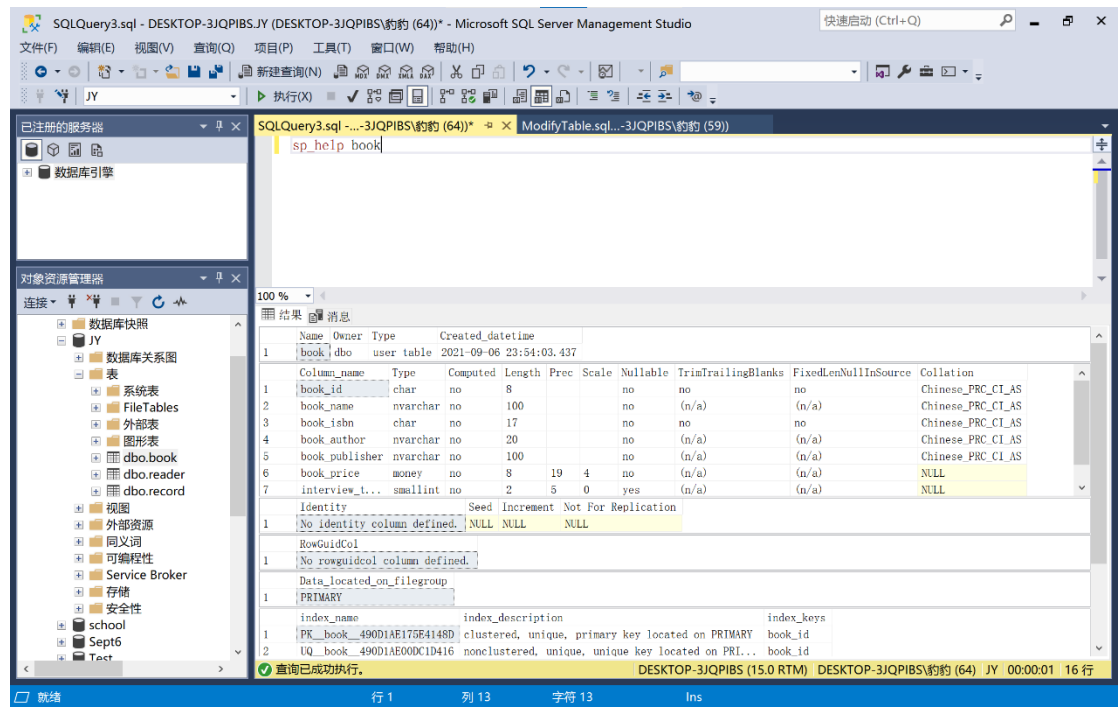 SQLQuery3.sql - DESKTOP-3JQPIBS.JY (DESKTOP-3JQPIBS\豹豹 (64))* - Microsoft SQL Server Management Studio 快速启动 (Ctrl+Q)
文件(F) 编辑(E) 视图(V) 查询(Q) 项目(P) 工具(T) 窗口(W) 帮助(H)
新建查询(N)
JY 执行(X)
已注册的服务器
数据库引擎
SQLQuery3.sql -...-3JQPIBS\豹豹 (64))* ModifyTable.sql...-3JQPIBS\豹豹 (59))
sp_help book
对象资源管理器
连接
数据库快照
JY
数据库关系图
表
系统表
FileTables
外部表
图形表
dbo.book
dbo.reader
dbo.record
视图
外部资源
同义词
可编程性
Service Broker
存储
安全性
school
Sept6
Test
100 %
结果 消息
Name Owner Type Created_datetime
1 book dbo user table 2021-09-06 23:54:03.437
Column_name Type Computed Length Prec Scale Nullable TrimTrailingBlanks FixedLenNullInSource Collation
1 book_id char no 8 no no no Chinese_PRC_CI_AS
2 book_name nvarchar no 100 no (n/a) (n/a) Chinese_PRC_CI_AS
3 book_isbn char no 17 no no no Chinese_PRC_CI_AS
4 book_author nvarchar no 20 no (n/a) (n/a) Chinese_PRC_CI_AS
5 book_publisher nvarchar no 100 no (n/a) (n/a) Chinese_PRC_CI_AS
6 book_price money no 8 19 4 no (n/a) (n/a) NULL
7 interview_t... smallint no 2 5 0 yes (n/a) (n/a) NULL
Identity Seed Increment Not For Replication
1 No identity column defined. NULL NULL NULL
RowGuidCol
1 No rowguidcol column defined.
Data_located_on_filegroup
1 PRIMARY
index_name index_description index_keys
1 PK__book__490D1AE175E4148D clustered, unique, primary key located on PRIMARY book_id
2 UQ__book__490D1AE00DC1D416 nonclustered, unique, unique key located on PRI... book_id
查询已成功执行。 DESKTOP-3JQPIBS (15.0 RTM) DESKTOP-3JQPIBS\豹豹 (64) JY 00:00:01 16 行
就绪 行 1 列 13 字符 13 Ins